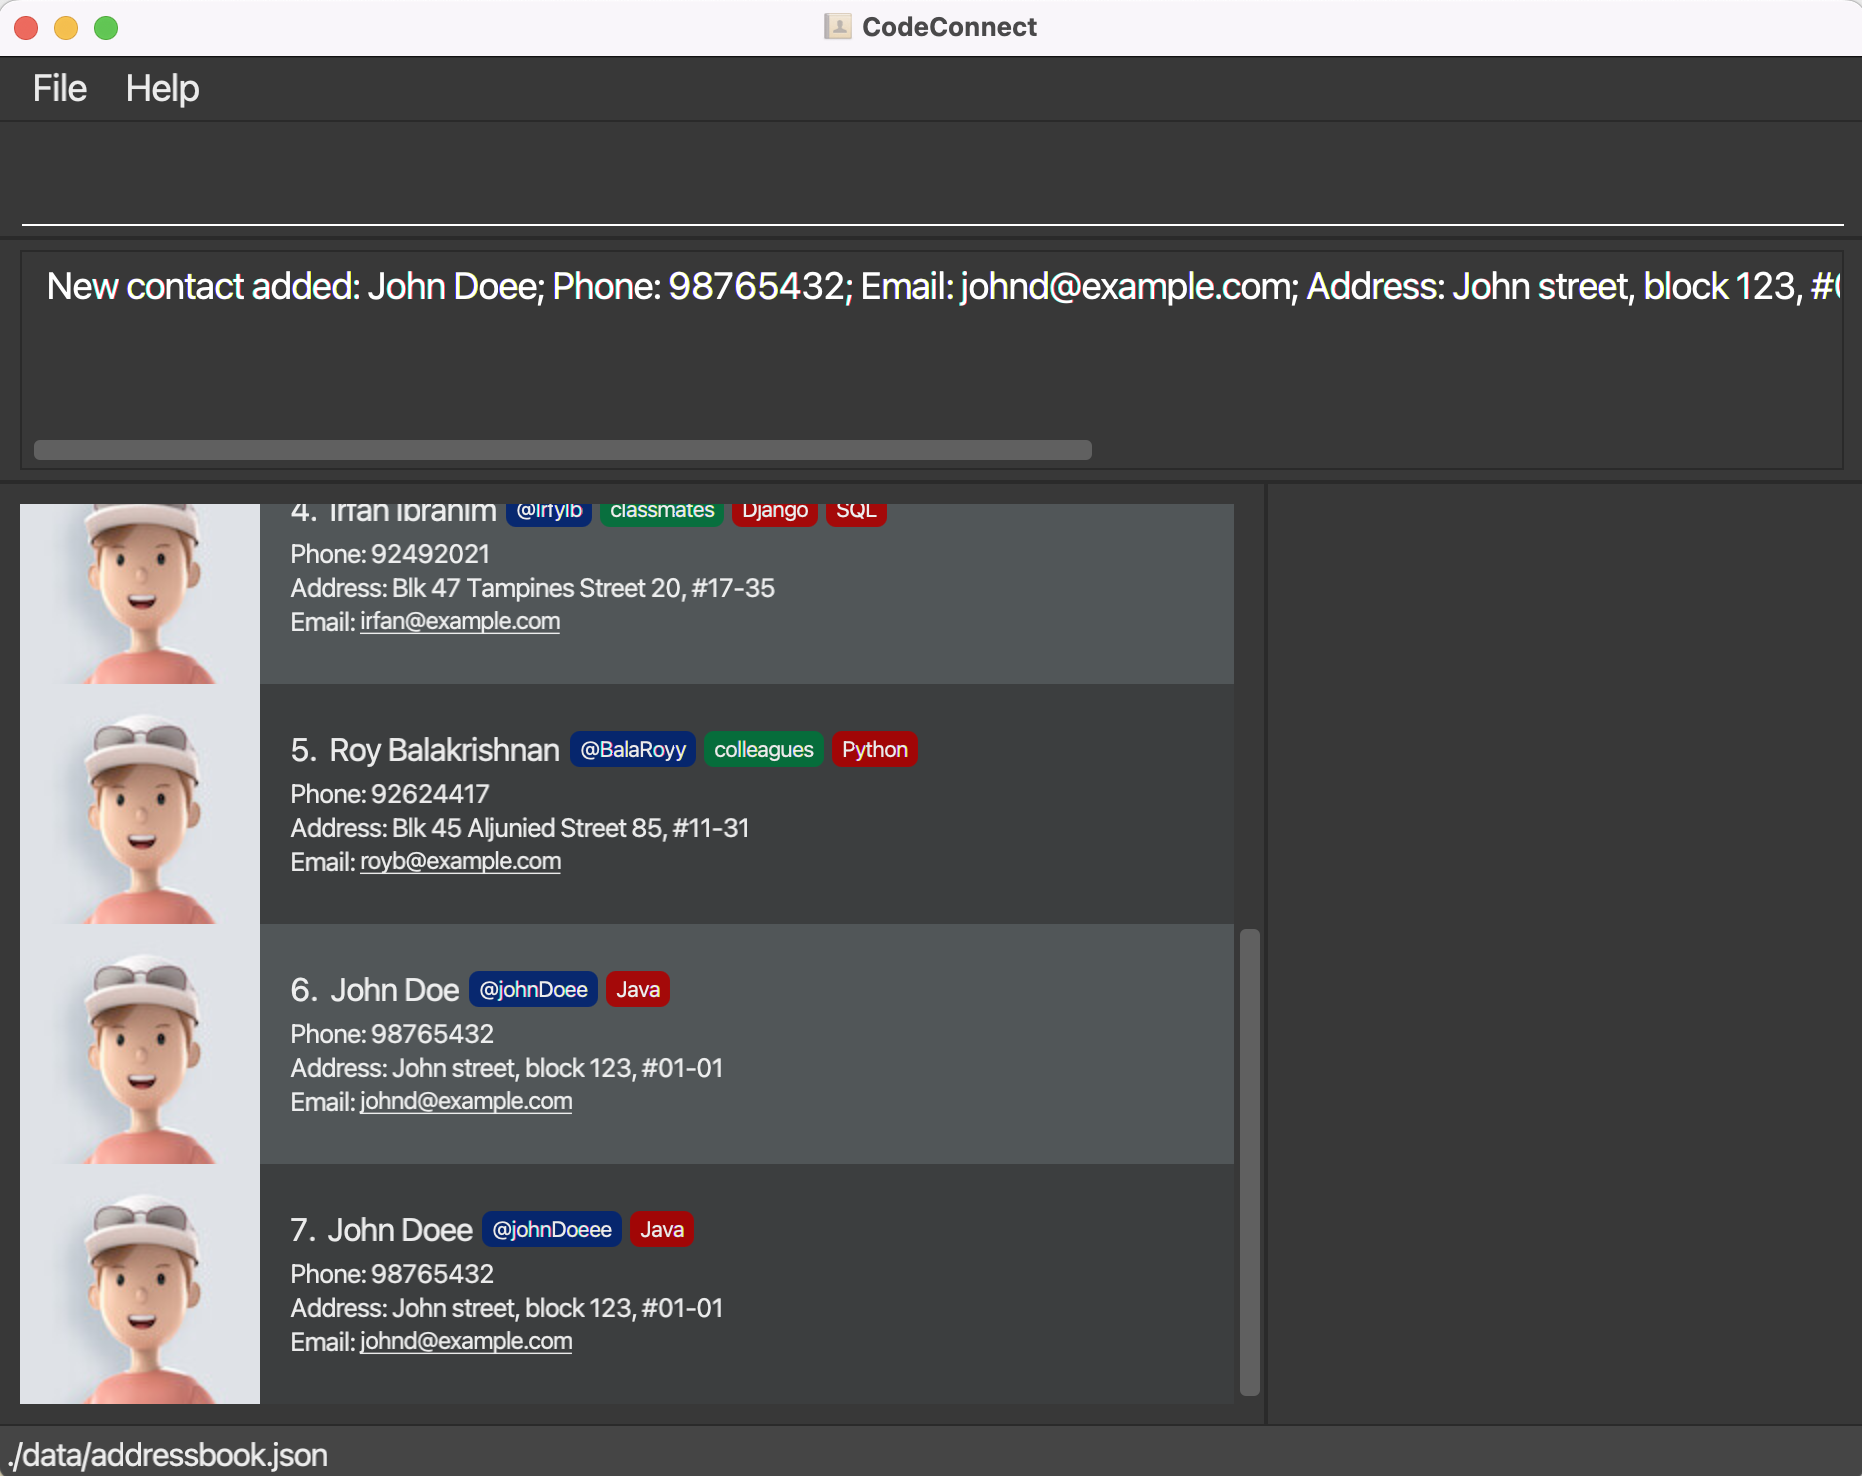 CodeConnect
File Help
New contact added: John Doee; Phone: 98765432; Email: johnd@example.com; Address: John street, block 123,
4. Irfan Ibrahim @Irfylb classmates Django SQL
Phone: 92492021
Address: Blk 47 Tampines Street 20, #17-35
Email: irfan@example.com
5. Roy Balakrishnan @BalaRoyy colleagues Python
Phone: 92624417
Address: Blk 45 Aljunied Street 85, #11-31
Email: royb@example.com
6. John Doe @johnDoee Java
Phone: 98765432
Address: John street, block 123, #01-01
Email: johnd@example.com
7. John Doee @johnDoeee Java
Phone: 98765432
Address: John street, block 123, #01-01
Email: johnd@example.com
./data/addressbook.json